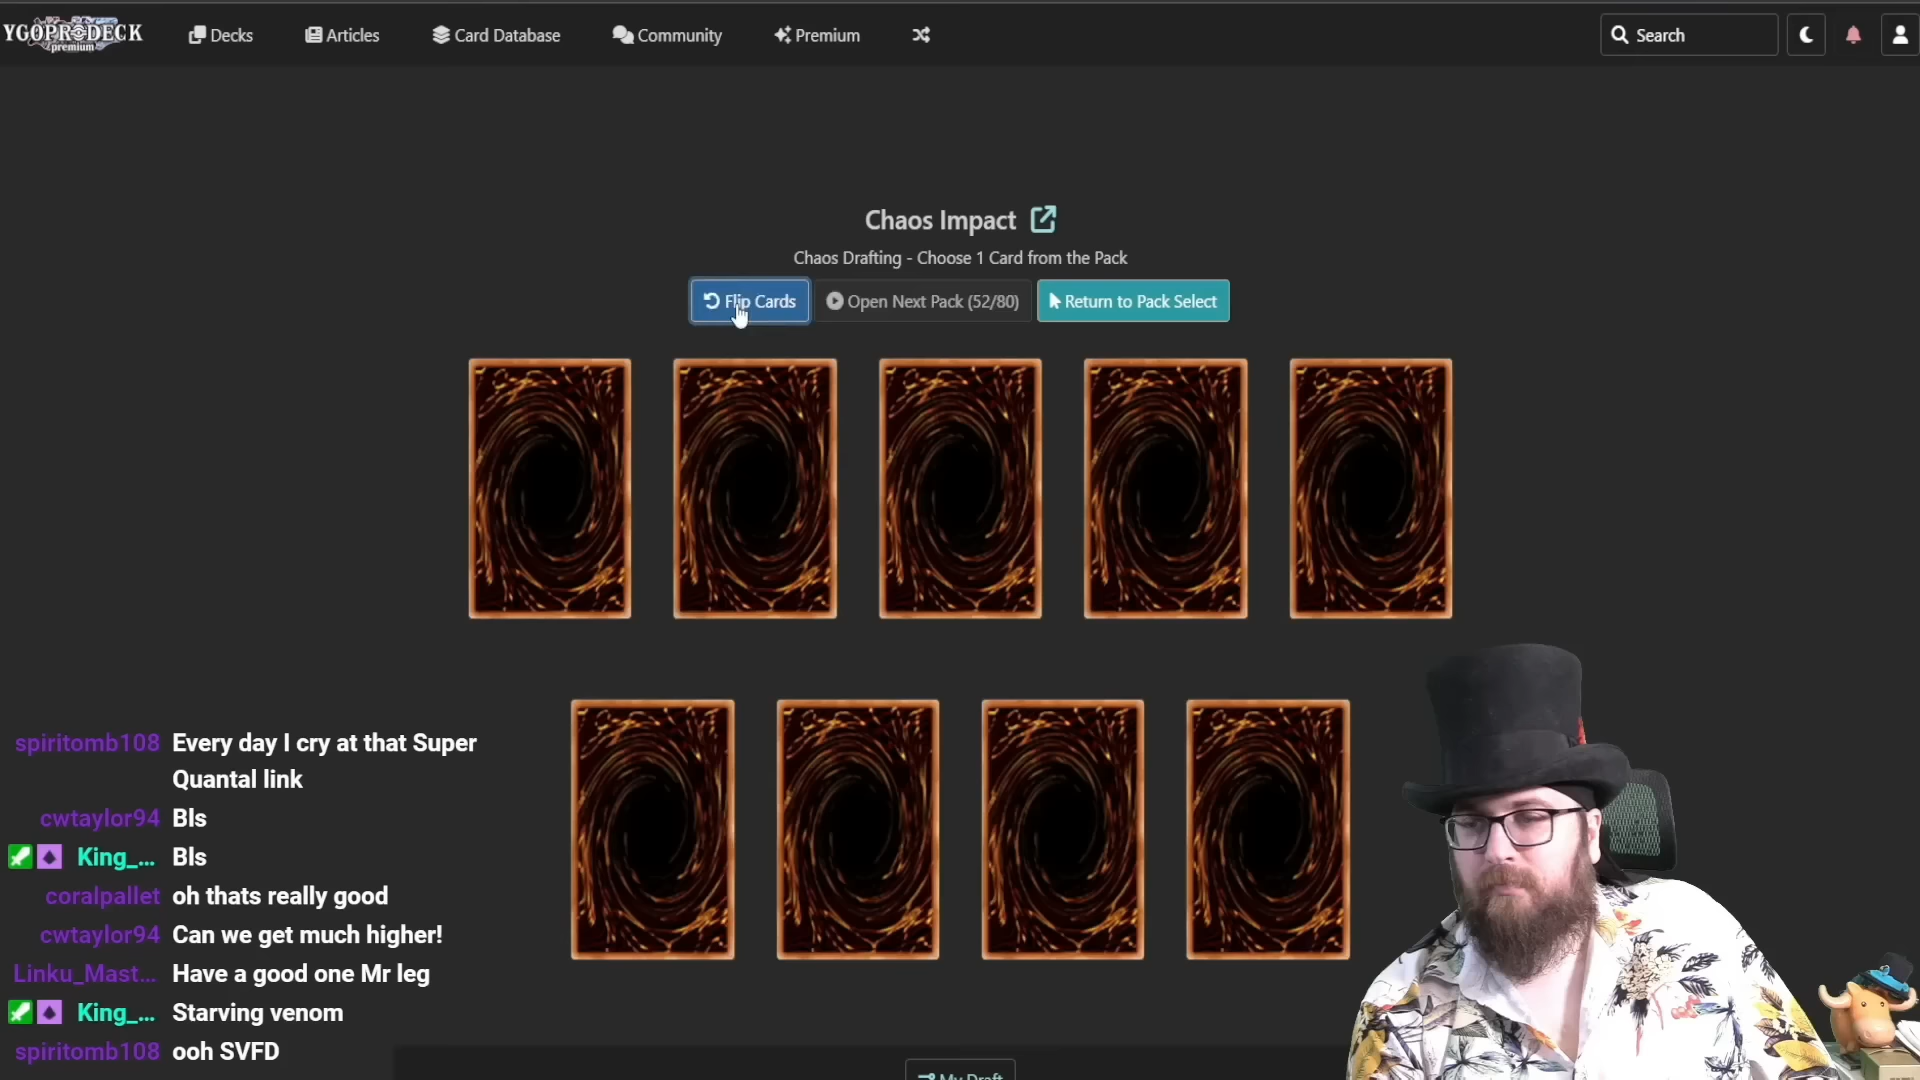 YGOPRODECK
premium
Decks
Articles
Card Database
Community
Premium
Search
Chaos Impact
Chaos Drafting - Choose 1 Card from the Pack
Flip Cards
Open Next Pack (52/80)
Return to Pack Select
spiritomb108 Every day I cry at that Super
Quantal link
cwtaylor94 Bls
King_... Bls
coralpallet oh thats really good
cwtaylor94 Can we get much higher!
Linku_Mast... Have a good one Mr leg
King_... Starving venom
spiritomb108 ooh SVFD
My Draft